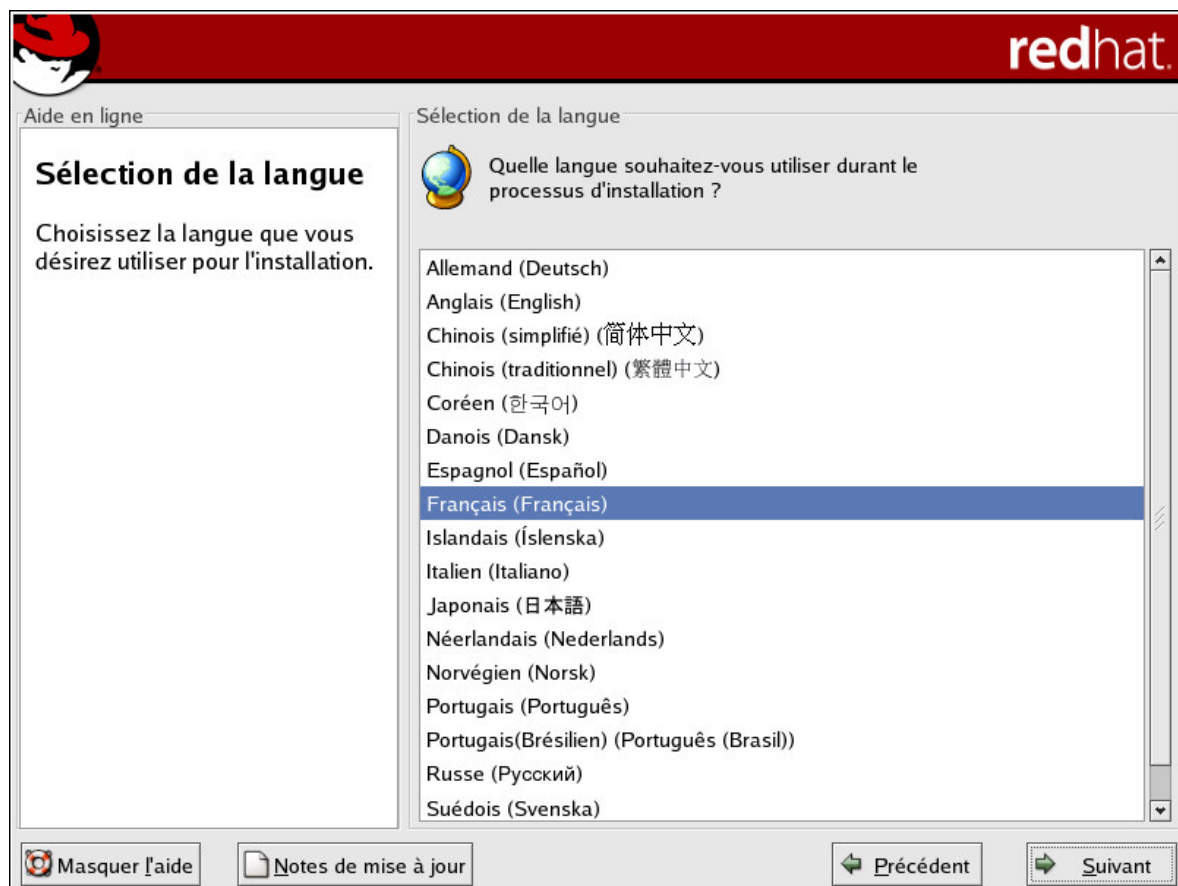 redhat.
Aide en ligne
Sélection de la langue
Choisissez la langue que vous
désirez utiliser pour l'installation.
Sélection de la langue
Quelle langue souhaitez-vous utiliser durant le
processus d'installation ?
Allemand (Deutsch)
Anglais (English)
Chinois (simplifié) (简体中文)
Chinois (traditionnel) (繁體中文)
Coréen (한국어)
Danois (Dansk)
Espagnol (Español)
Français (Français)
Islandais (Íslenska)
Italien (Italiano)
Japonais (日本語)
Néerlandais (Nederlands)
Norvégien (Norsk)
Portugais (Português)
Portugais(Brésilien) (Português (Brasil))
Russe (Русский)
Suédois (Svenska)
Masquer l'aide
Notes de mise à jour
Précédent
Suivant